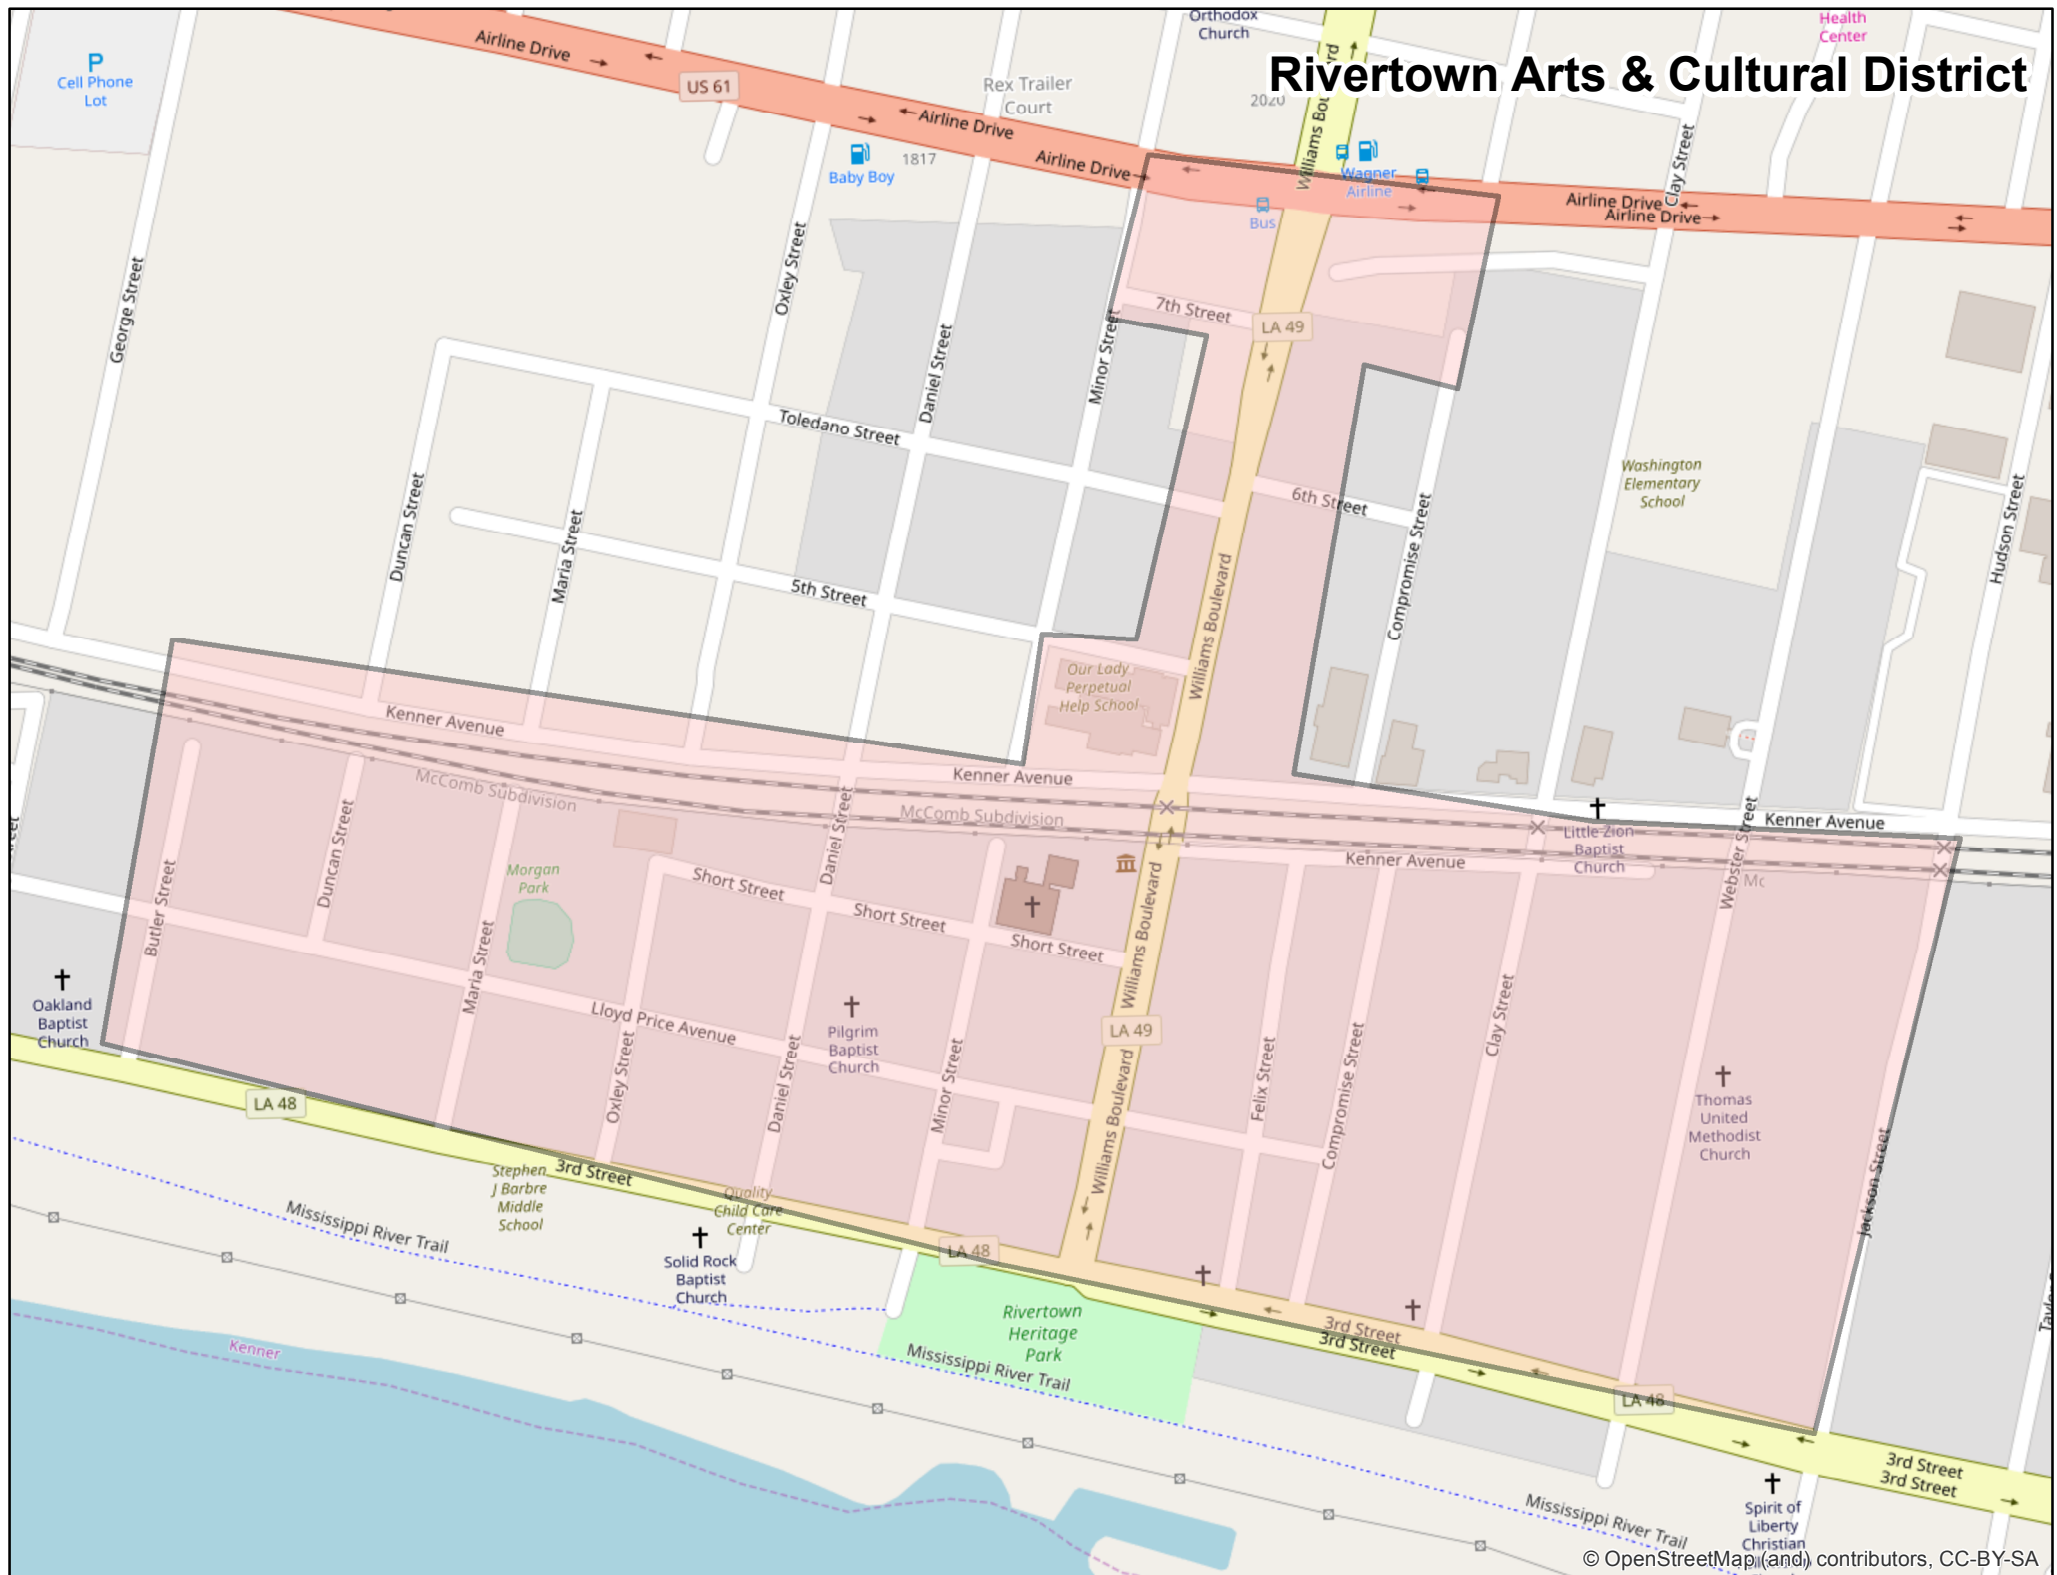 Rivertown Arts & Cultural District
Orthodox
Church
Health
Center
P
Cell Phone
Lot
Airline Drive
US 61
Rex Trailer
Court
2020
Williams Boulevard
Airline Drive
Airline Drive
1817
Baby Boy
Wagner
Airline
Bus
Clay Street
Airline Drive
Airline Drive
George Street
Oxley Street
Daniel Street
Minor Street
7th Street
LA 49
Toledano Street
Duncan Street
Maria Street
5th Street
6th Street
Compromise Street
Washington
Elementary
School
Hudson Street
Williams Boulevard
Our Lady
Perpetual
Help School
Kenner Avenue
Kenner Avenue
McComb Subdivision
McComb Subdivision
Kenner Avenue
Kenner Avenue
Little Zion
Baptist
Church
Webster Street
Mc
Butler Street
Duncan Street
Daniel Street
Morgan
Park
Short Street
Short Street
Short Street
Maria Street
Williams Boulevard
Oakland
Baptist
Church
Lloyd Price Avenue
Pilgrim
Baptist
Church
LA 49
Oxley Street
Daniel Street
Minor Street
Williams Boulevard
Felix Street
Compromise Street
Clay Street
Thomas
United
Methodist
Church
Jackson Street
LA 48
3rd Street
Stephen
J Barbre
Middle
School
Quality
Child Care
Center
Mississippi River Trail
Solid Rock
Baptist
Church
LA 48
Rivertown
Heritage
Park
Mississippi River Trail
3rd Street
3rd Street
LA 48
3rd Street
3rd Street
Kenner
Mississippi River Trail
Spirit of
Liberty
Christian
© OpenStreetMap (and) contributors, CC-BY-SA